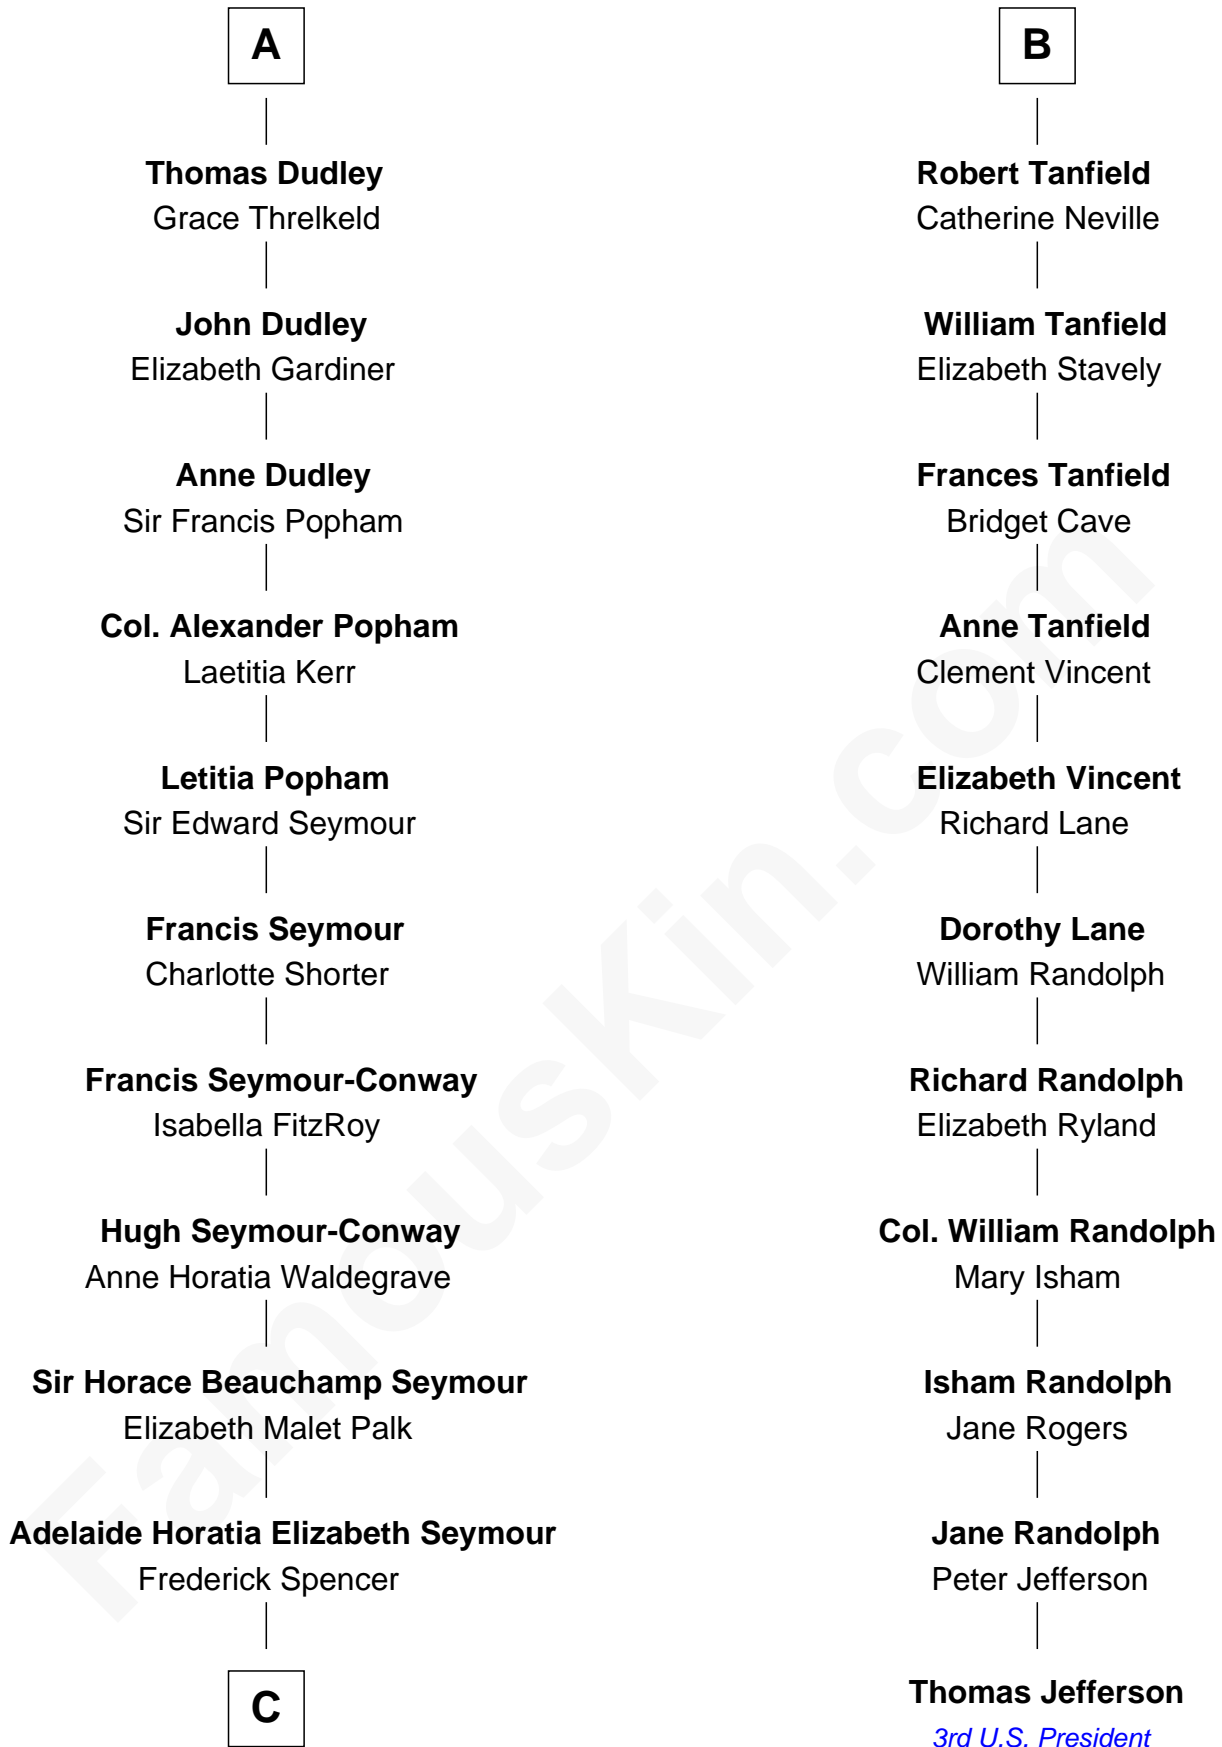 A
Thomas Dudley
Grace Threlkeld
John Dudley
Elizabeth Gardiner
Anne Dudley
Sir Francis Popham
Col. Alexander Popham
Laetitia Kerr
Letitia Popham
Sir Edward Seymour
Francis Seymour
Charlotte Shorter
Francis Seymour-Conway
Isabella FitzRoy
Hugh Seymour-Conway
Anne Horatia Waldegrave
Sir Horace Beauchamp Seymour
Elizabeth Malet Palk
Adelaide Horatia Elizabeth Seymour
Frederick Spencer
C
B
Robert Tanfield
Catherine Neville
William Tanfield
Elizabeth Stavely
Frances Tanfield
Bridget Cave
Anne Tanfield
Clement Vincent
Elizabeth Vincent
Richard Lane
Dorothy Lane
William Randolph
Richard Randolph
Elizabeth Ryland
Col. William Randolph
Mary Isham
Isham Randolph
Jane Rogers
Jane Randolph
Peter Jefferson
Thomas Jefferson
3rd U.S. President
FamousKin.com